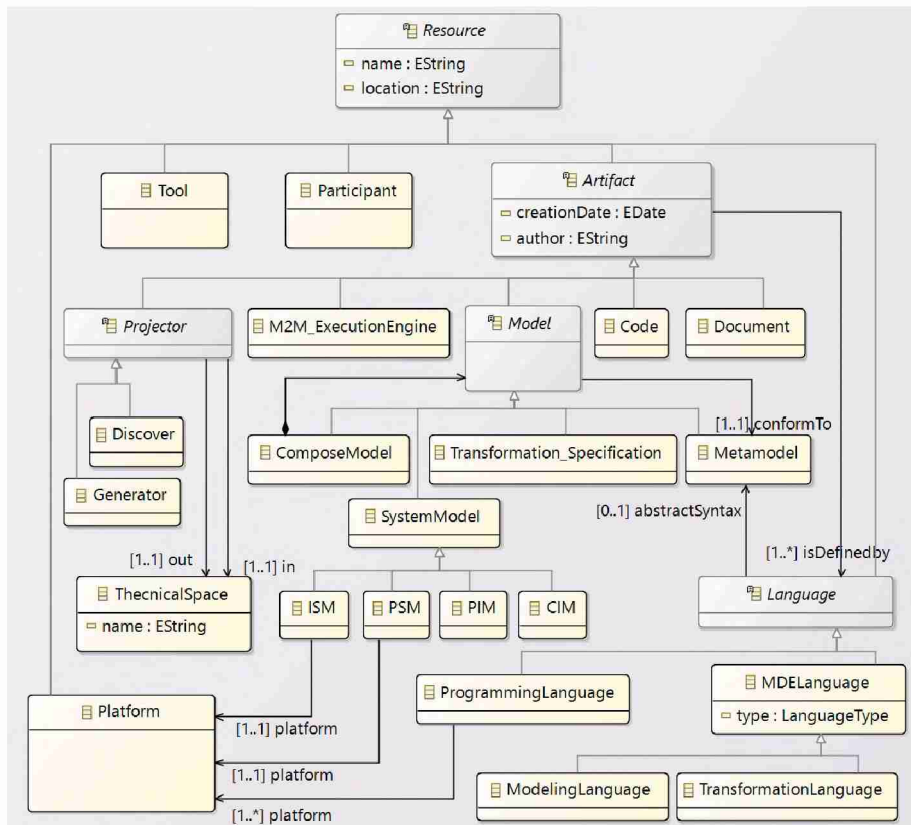 Resource
name : EString
location : EString
Tool
Participant
Artifact
creationDate : EDate
author : EString
Projector
M2M_ExecutionEngine
Model
Code
Document
Discover
ComposeModel
Transformation_Specification
[1..1] conformTo
Metamodel
Generator
SystemModel
[0..1] abstractSyntax
[1..1] out
[1..1] in
[1..*] isDefinedby
ThecnicalSpace
name : EString
ISM
PSM
PIM
CIM
Language
Platform
[1..1] platform
ProgrammingLanguage
MDELanguage
type : LanguageType
[1..1] platform
[1..*] platform
ModelingLanguage
TransformationLanguage